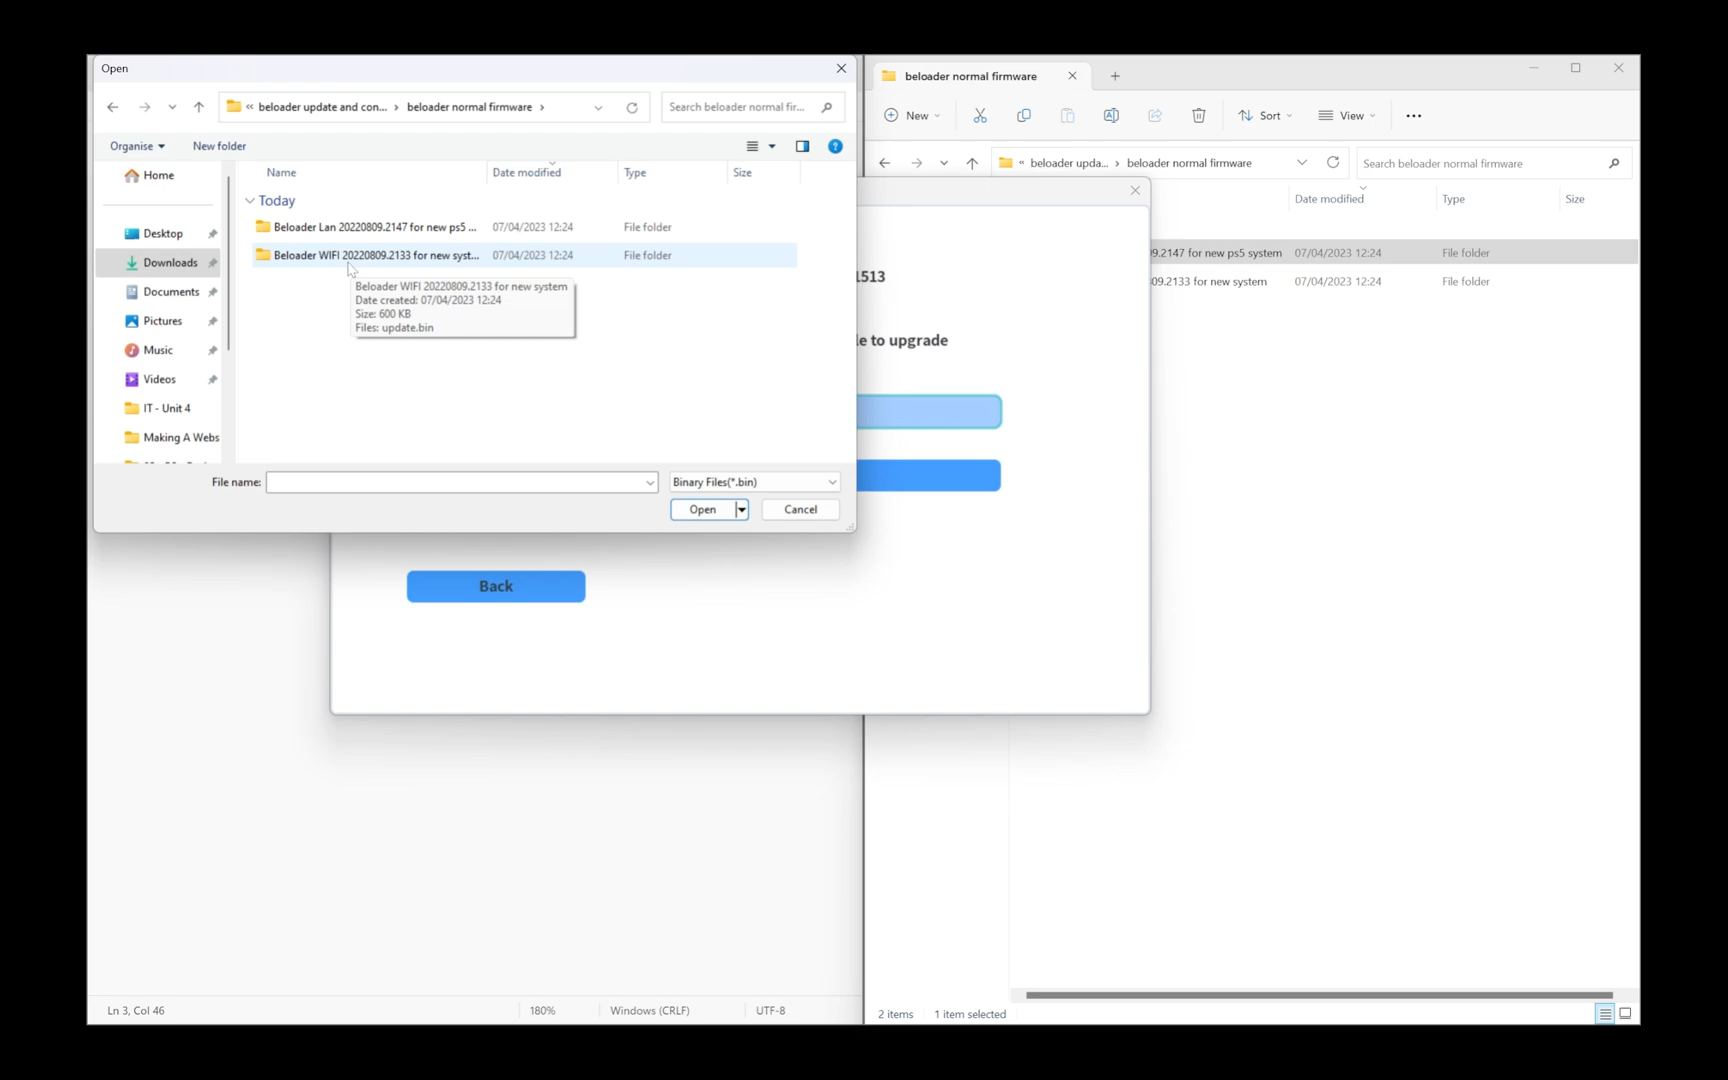 Open
« beloader update and con... › beloader normal firmware ›
Search beloader normal fir...
Organise
New folder
Name
Date modified
Type
Size
Home
Desktop
Downloads
Documents
Pictures
Music
Videos
IT - Unit 4
Making A Webs
Today
Beloader Lan 20220809.2147 for new ps5 ... 07/04/2023 12:24 File folder
Beloader WIFI 20220809.2133 for new syst... 07/04/2023 12:24 File folder
Beloader WIFI 20220809.2133 for new system
Date created: 07/04/2023 12:24
Size: 600 KB
Files: update.bin
File name:
Binary Files(*.bin)
Open
Cancel
1513
le to upgrade
Back
Ln 3, Col 46
180%
Windows (CRLF)
UTF-8
beloader normal firmware
New
Sort
View
« beloader upda... › beloader normal firmware
Search beloader normal firmware
Date modified
Type
Size
9.2147 for new ps5 system 07/04/2023 12:24 File folder
09.2133 for new system 07/04/2023 12:24 File folder
2 items
1 item selected